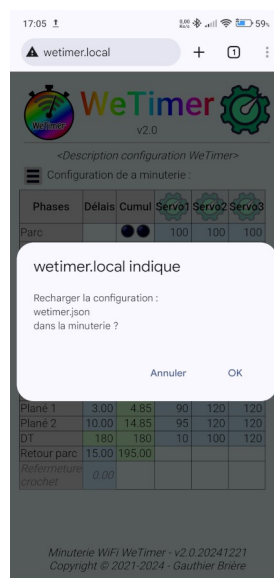 17:05
0,00 KB/s 59%
wetimer.local 1
WeTimer
WeTimer
v2.0
<Description configuration WeTimer>
Configuration de a minuterie :
Phases Délais Cumul Servo1 Servo2 Servo3
Parc 100 100 100
wetimer.local indique
Recharger la configuration :
wetimer.json
dans la minuterie ?
Annuler OK
Plané 1 3.00 4.85 90 120 120
Plané 2 10.00 14.85 95 120 120
DT 180 180 10 100 120
Retour parc 15.00 195.00
Refermeture
crochet 0.00
Minuterie WiFi WeTimer - v2.0.20241221
Copyright © 2021-2024 - Gauthier Brière